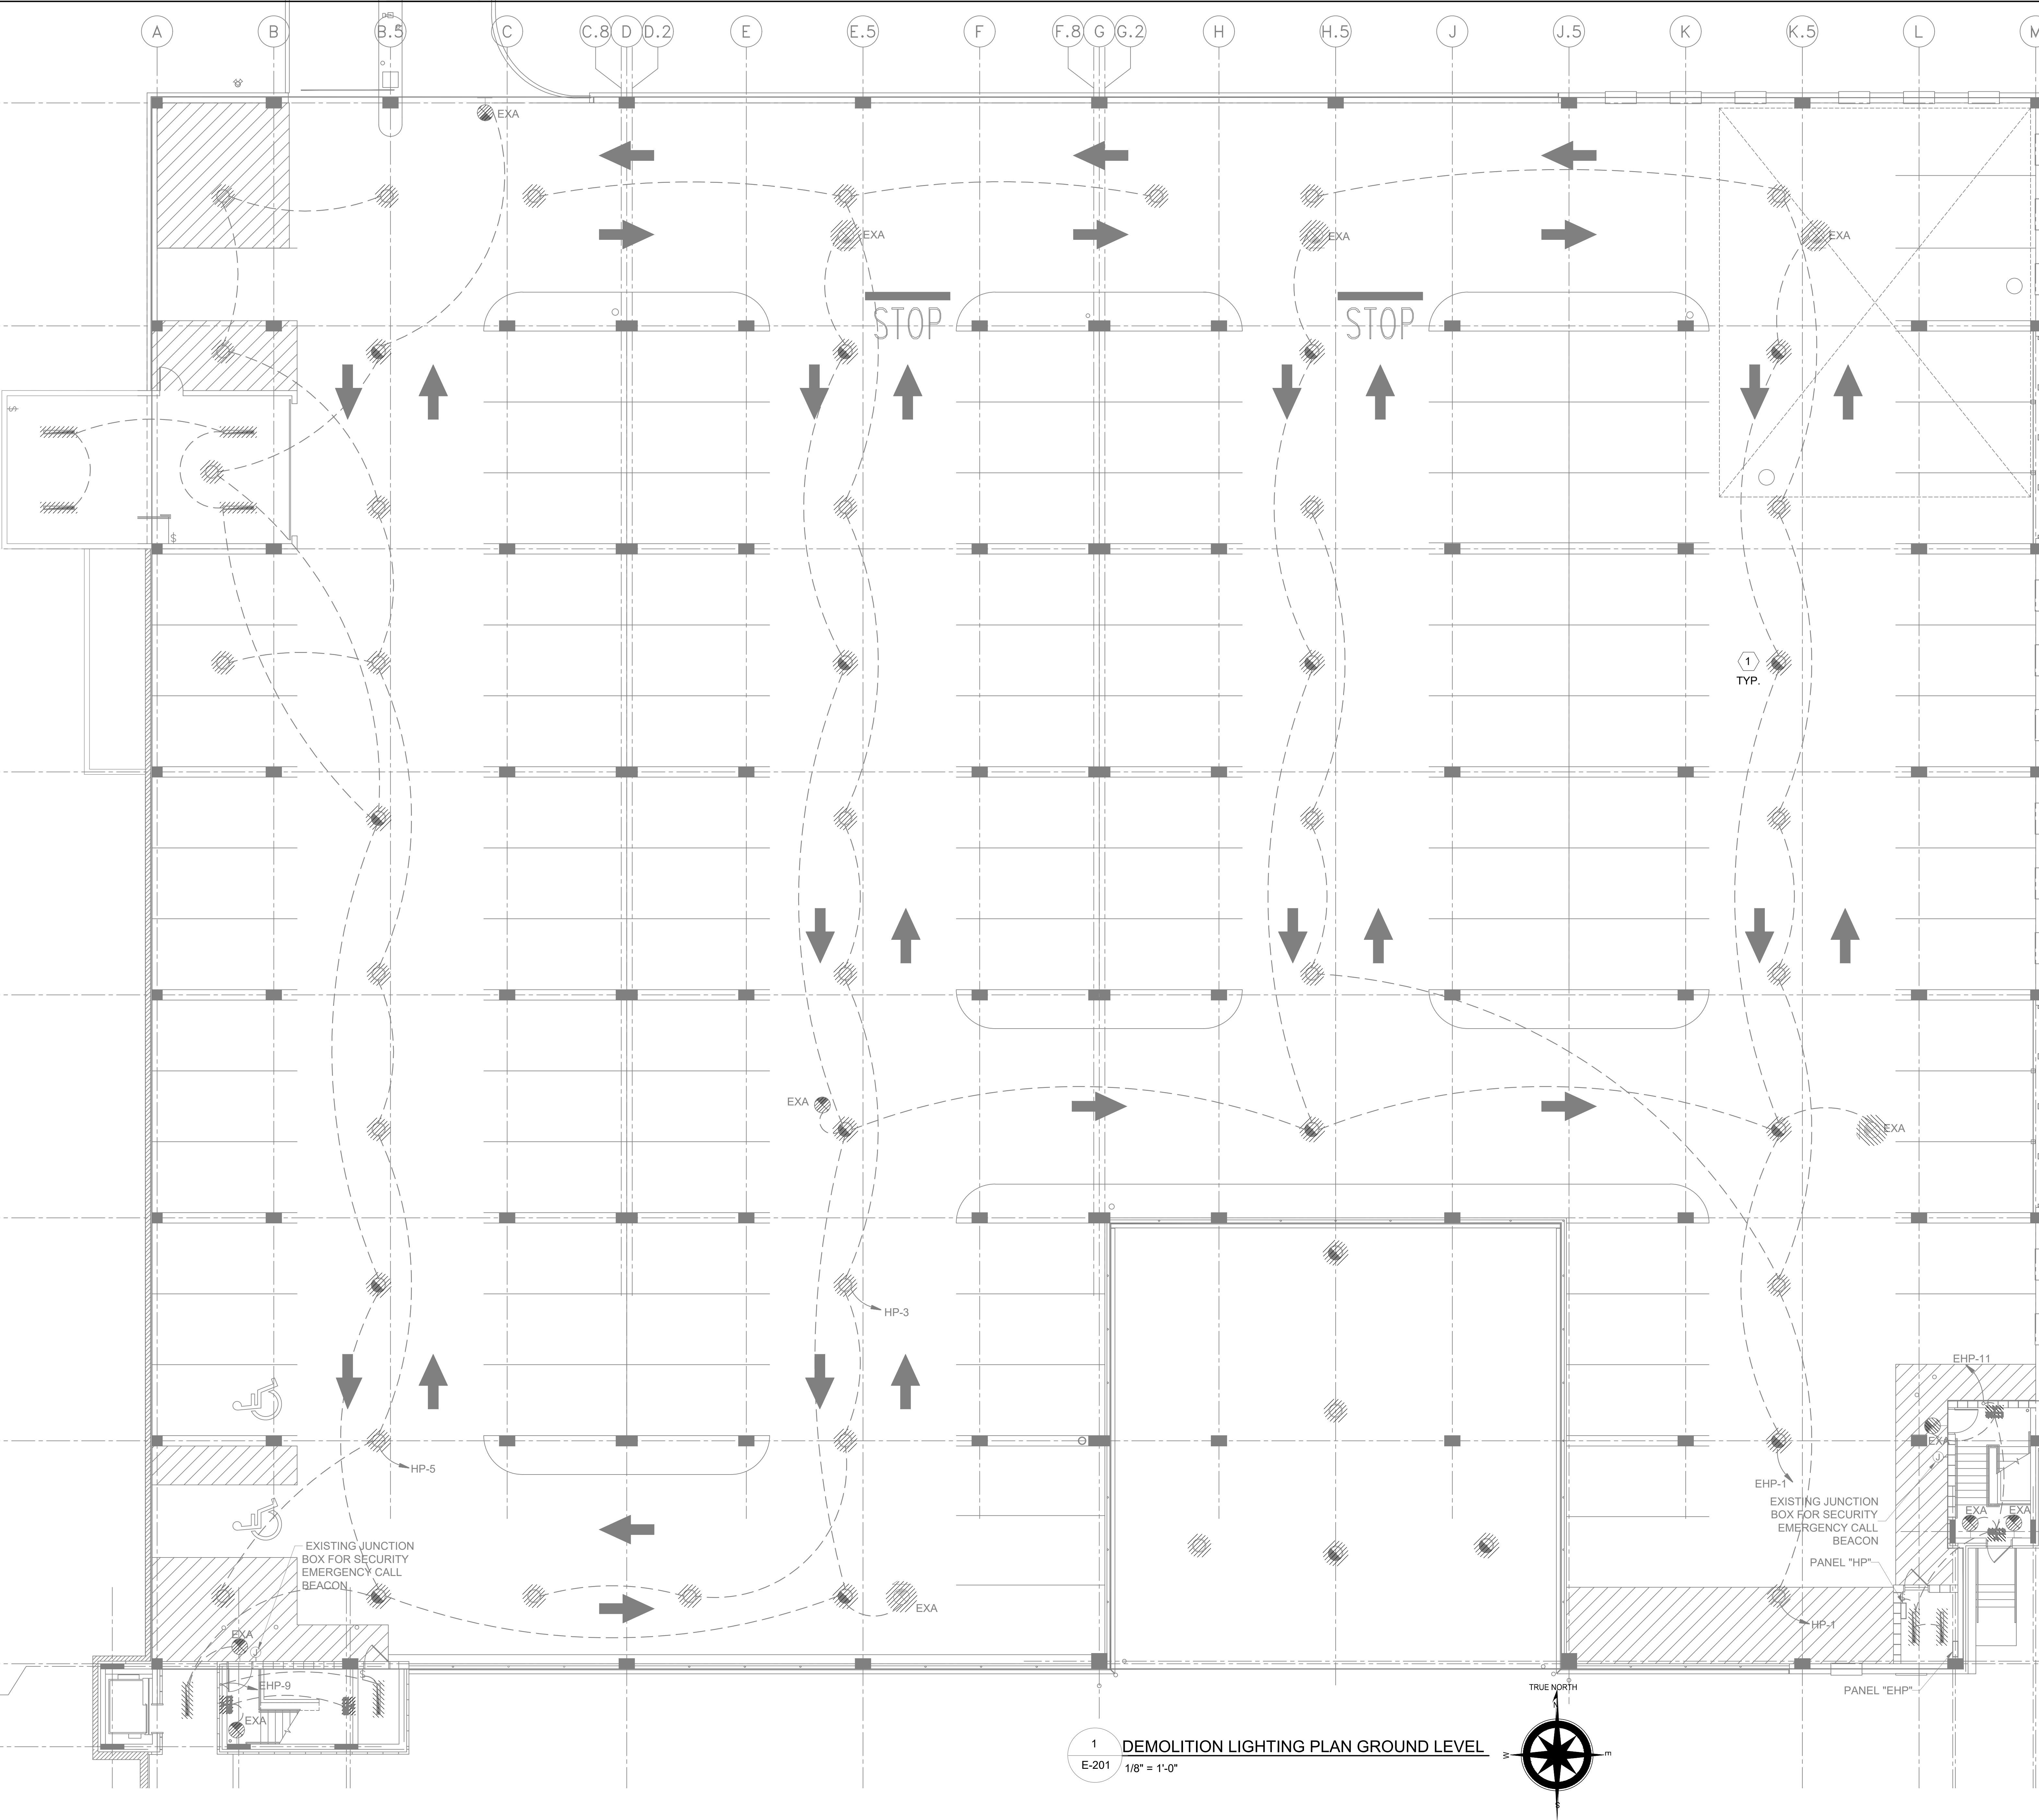 A B B.5 C C.8 D D.2 E E.5 F F.8 G G.2 H H.5 J J.5 K K.5 L M
EXA
EXA
EXA
EXA
STOP
STOP
$
$
1
TYP.
EXA
EXA
HP-3
EHP-11
EXA
J
HP-5
EHP-1
EXISTING JUNCTION
BOX FOR SECURITY
EMERGENCY CALL
BEACON
EXA
EXA
EXISTING JUNCTION
BOX FOR SECURITY
EMERGENCY CALL
BEACON
PANEL "HP"
EXA
HP-1
EXA
J
$
EHP-9
EXA
PANEL "EHP"
TRUE NORTH
N
W
E
S
1
E-201
DEMOLITION LIGHTING PLAN GROUND LEVEL
1/8" = 1'-0"